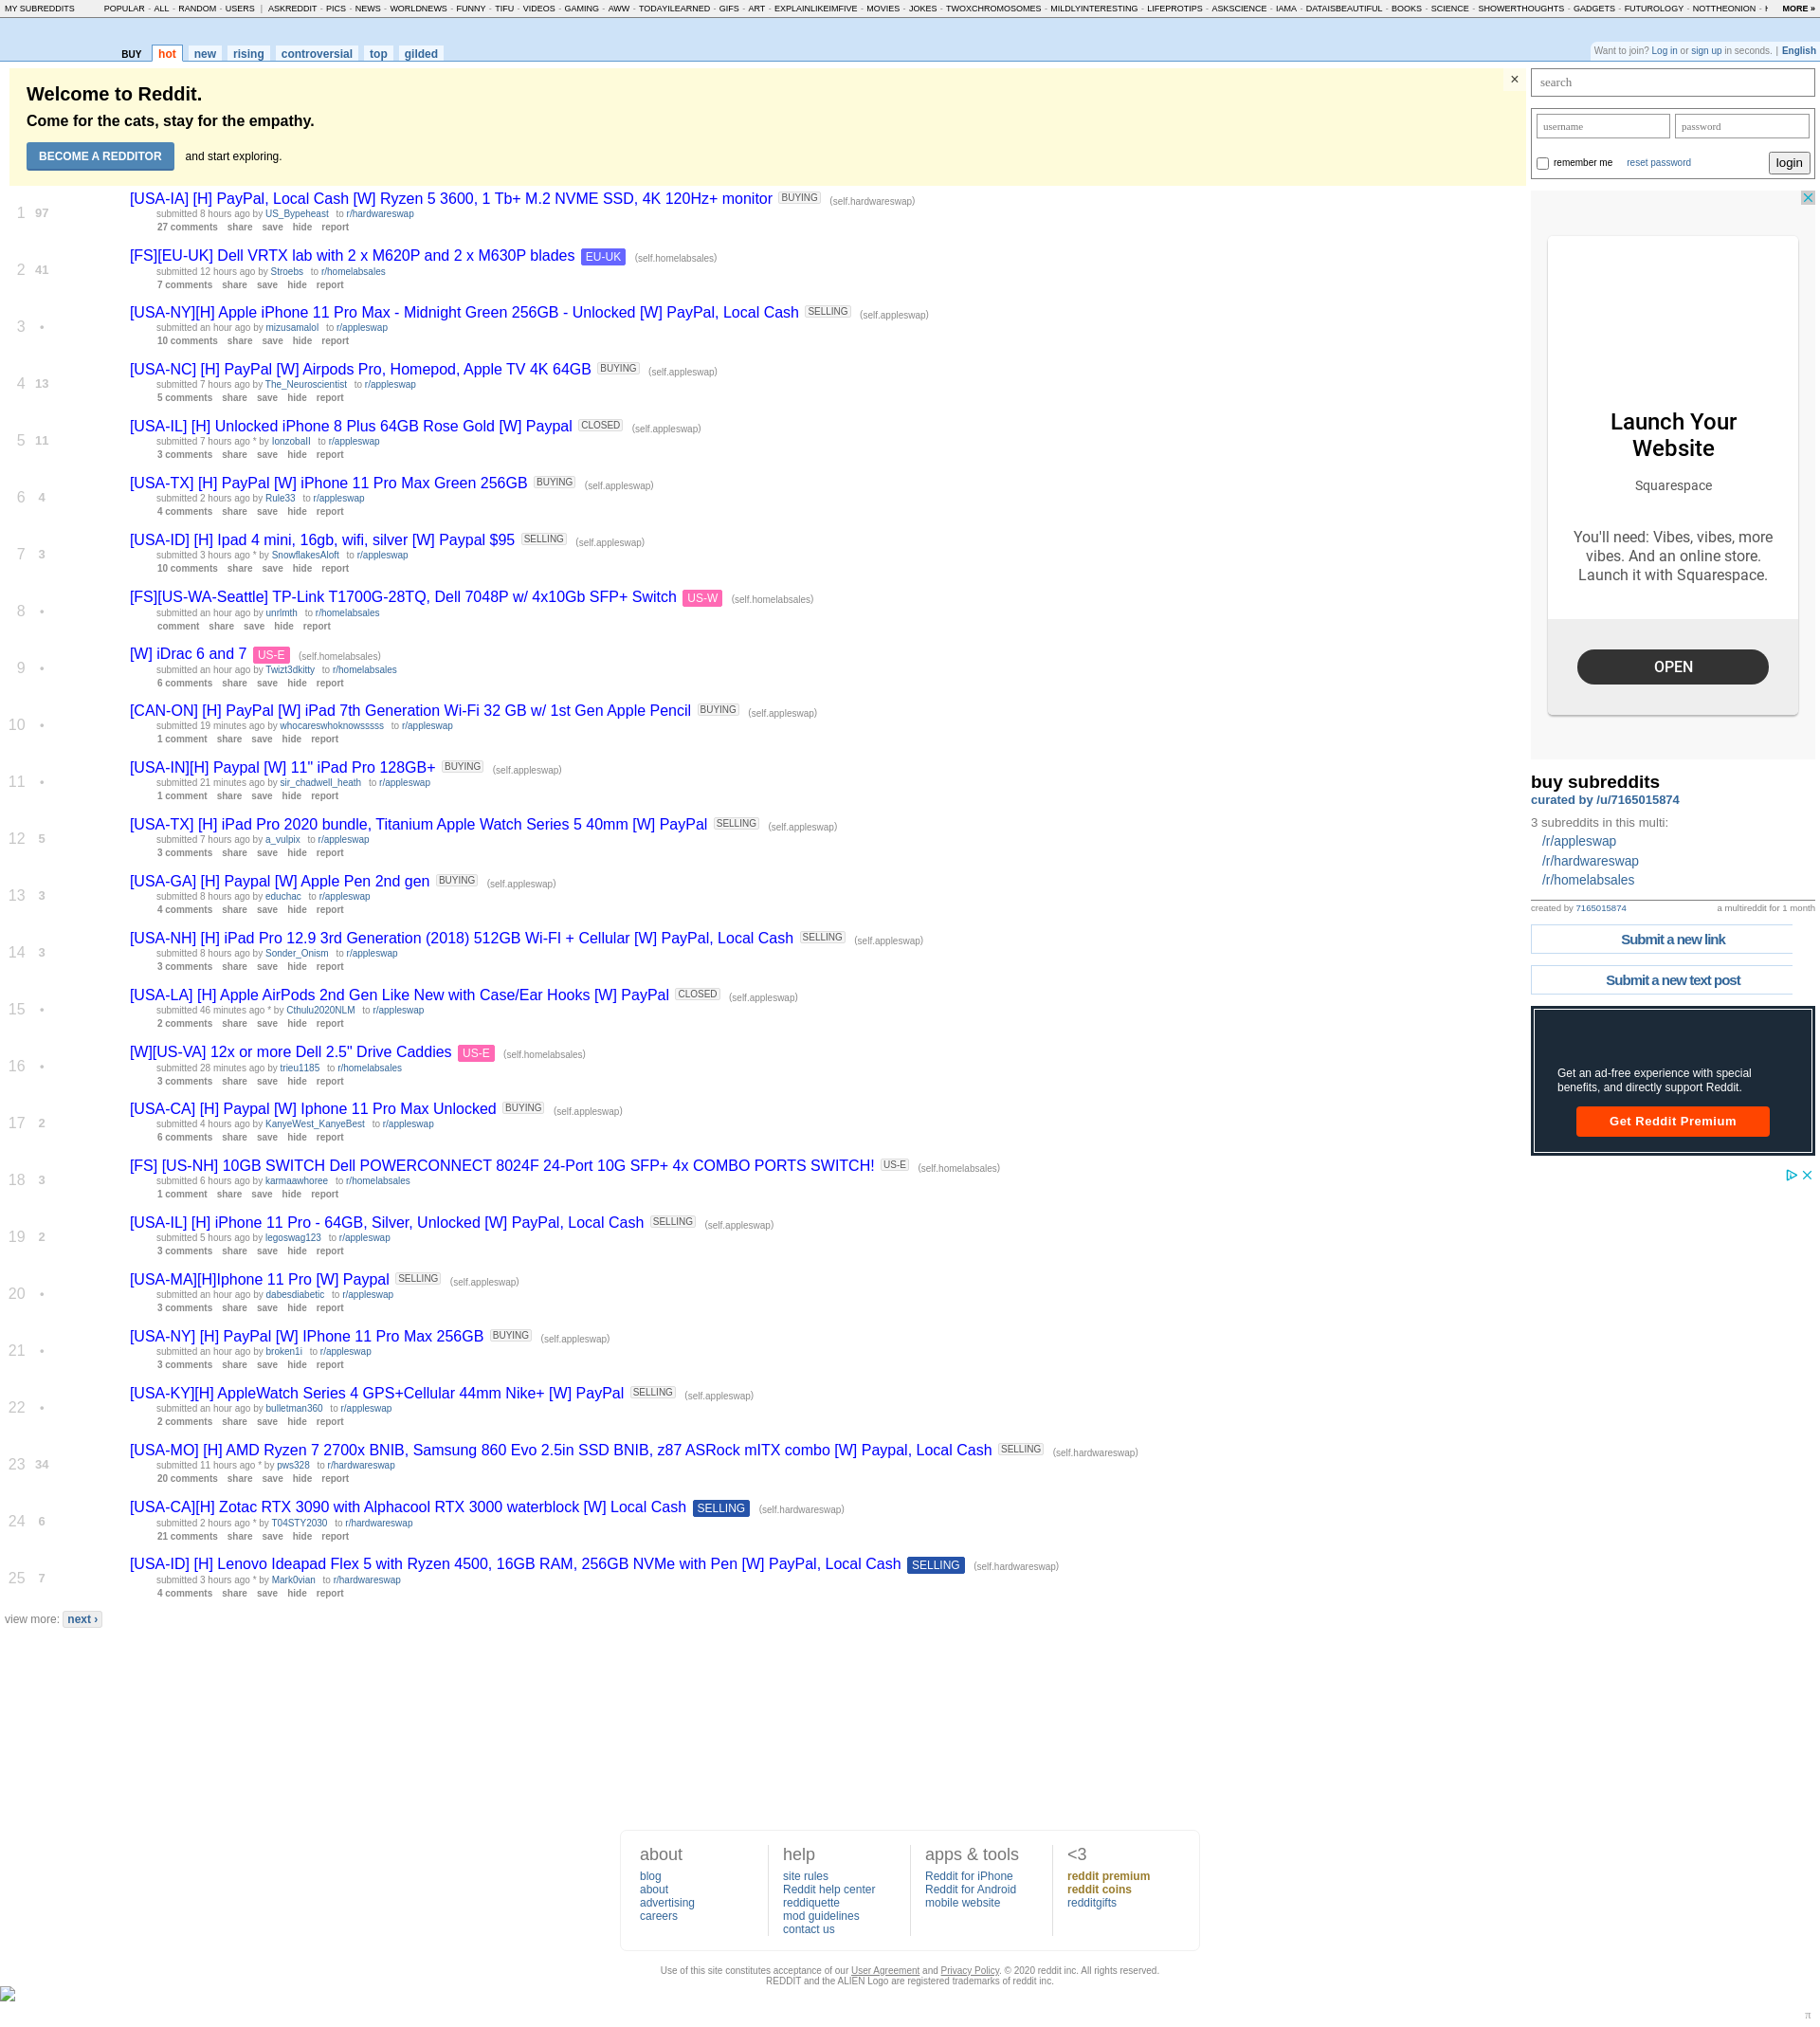 MY SUBREDDITS POPULAR - ALL - RANDOM - USERS | ASKREDDIT - PICS - NEWS - WORLDNEWS - FUNNY - TIFU - VIDEOS - GAMING - AWW - TODAYILEARNED - GIFS - ART - EXPLAINLIKEIMFIVE - MOVIES - JOKES - TWOXCHROMOSOMES - MILDLYINTERESTING - LIFEPROTIPS - ASKSCIENCE - IAMA - DATAISBEAUTIFUL - BOOKS - SCIENCE - SHOWERTHOUGHTS - GADGETS - FUTUROLOGY - NOTTHEONION - MORE »
BUY hot new rising controversial top gilded
Want to join? Log in or sign up in seconds. | English
Welcome to Reddit.
Come for the cats, stay for the empathy.
BECOME A REDDITOR and start exploring.
×
1 97 [USA-IA] [H] PayPal, Local Cash [W] Ryzen 5 3600, 1 Tb+ M.2 NVME SSD, 4K 120Hz+ monitor BUYING (self.hardwareswap)
submitted 8 hours ago by US_Bypeheast to r/hardwareswap
27 comments share save hide report
2 41 [FS][EU-UK] Dell VRTX lab with 2 x M620P and 2 x M630P blades EU-UK (self.homelabsales)
submitted 12 hours ago by Stroebs to r/homelabsales
7 comments share save hide report
3 • [USA-NY][H] Apple iPhone 11 Pro Max - Midnight Green 256GB - Unlocked [W] PayPal, Local Cash SELLING (self.appleswap)
submitted an hour ago by mizusamalol to r/appleswap
10 comments share save hide report
4 13 [USA-NC] [H] PayPal [W] Airpods Pro, Homepod, Apple TV 4K 64GB BUYING (self.appleswap)
submitted 7 hours ago by The_Neuroscientist to r/appleswap
5 comments share save hide report
5 11 [USA-IL] [H] Unlocked iPhone 8 Plus 64GB Rose Gold [W] Paypal CLOSED (self.appleswap)
submitted 7 hours ago * by lonzoball to r/appleswap
3 comments share save hide report
6 4 [USA-TX] [H] PayPal [W] iPhone 11 Pro Max Green 256GB BUYING (self.appleswap)
submitted 2 hours ago by Rule33 to r/appleswap
4 comments share save hide report
7 3 [USA-ID] [H] Ipad 4 mini, 16gb, wifi, silver [W] Paypal $95 SELLING (self.appleswap)
submitted 3 hours ago * by SnowflakesAloft to r/appleswap
10 comments share save hide report
8 • [FS][US-WA-Seattle] TP-Link T1700G-28TQ, Dell 7048P w/ 4x10Gb SFP+ Switch US-W (self.homelabsales)
submitted an hour ago by unrlmth to r/homelabsales
comment share save hide report
9 • [W] iDrac 6 and 7 US-E (self.homelabsales)
submitted an hour ago by Twizt3dkitty to r/homelabsales
6 comments share save hide report
10 • [CAN-ON] [H] PayPal [W] iPad 7th Generation Wi-Fi 32 GB w/ 1st Gen Apple Pencil BUYING (self.appleswap)
submitted 19 minutes ago by whocareswhoknowsssss to r/appleswap
1 comment share save hide report
11 • [USA-IN][H] Paypal [W] 11" iPad Pro 128GB+ BUYING (self.appleswap)
submitted 21 minutes ago by sir_chadwell_heath to r/appleswap
1 comment share save hide report
12 5 [USA-TX] [H] iPad Pro 2020 bundle, Titanium Apple Watch Series 5 40mm [W] PayPal SELLING (self.appleswap)
submitted 7 hours ago by a_vulpix to r/appleswap
3 comments share save hide report
13 3 [USA-GA] [H] Paypal [W] Apple Pen 2nd gen BUYING (self.appleswap)
submitted 8 hours ago by educhac to r/appleswap
4 comments share save hide report
14 3 [USA-NH] [H] iPad Pro 12.9 3rd Generation (2018) 512GB Wi-FI + Cellular [W] PayPal, Local Cash SELLING (self.appleswap)
submitted 8 hours ago by Sonder_Onism to r/appleswap
3 comments share save hide report
15 • [USA-LA] [H] Apple AirPods 2nd Gen Like New with Case/Ear Hooks [W] PayPal CLOSED (self.appleswap)
submitted 46 minutes ago * by Cthulu2020NLM to r/appleswap
2 comments share save hide report
16 • [W][US-VA] 12x or more Dell 2.5" Drive Caddies US-E (self.homelabsales)
submitted 28 minutes ago by trieu1185 to r/homelabsales
3 comments share save hide report
17 2 [USA-CA] [H] Paypal [W] Iphone 11 Pro Max Unlocked BUYING (self.appleswap)
submitted 4 hours ago by KanyeWest_KanyeBest to r/appleswap
6 comments share save hide report
18 3 [FS] [US-NH] 10GB SWITCH Dell POWERCONNECT 8024F 24-Port 10G SFP+ 4x COMBO PORTS SWITCH! US-E (self.homelabsales)
submitted 6 hours ago by karmaawhoree to r/homelabsales
1 comment share save hide report
19 2 [USA-IL] [H] iPhone 11 Pro - 64GB, Silver, Unlocked [W] PayPal, Local Cash SELLING (self.appleswap)
submitted 5 hours ago by legoswag123 to r/appleswap
3 comments share save hide report
20 • [USA-MA][H]Iphone 11 Pro [W] Paypal SELLING (self.appleswap)
submitted an hour ago by dabesdiabetic to r/appleswap
3 comments share save hide report
21 • [USA-NY] [H] PayPal [W] IPhone 11 Pro Max 256GB BUYING (self.appleswap)
submitted an hour ago by broken1i to r/appleswap
3 comments share save hide report
22 • [USA-KY][H] AppleWatch Series 4 GPS+Cellular 44mm Nike+ [W] PayPal SELLING (self.appleswap)
submitted an hour ago by bulletman360 to r/appleswap
2 comments share save hide report
23 34 [USA-MO] [H] AMD Ryzen 7 2700x BNIB, Samsung 860 Evo 2.5in SSD BNIB, z87 ASRock mITX combo [W] Paypal, Local Cash SELLING (self.hardwareswap)
submitted 11 hours ago * by pws328 to r/hardwareswap
20 comments share save hide report
24 6 [USA-CA][H] Zotac RTX 3090 with Alphacool RTX 3000 waterblock [W] Local Cash SELLING (self.hardwareswap)
submitted 2 hours ago * by T04STY2030 to r/hardwareswap
21 comments share save hide report
25 7 [USA-ID] [H] Lenovo Ideapad Flex 5 with Ryzen 4500, 16GB RAM, 256GB NVMe with Pen [W] PayPal, Local Cash SELLING (self.hardwareswap)
submitted 3 hours ago * by Mark0vian to r/hardwareswap
4 comments share save hide report
view more: next ›
search
username password
remember me reset password login
Launch Your
Website
Squarespace
You'll need: Vibes, vibes, more
vibes. And an online store.
Launch it with Squarespace.
OPEN
buy subreddits
curated by /u/7165015874
3 subreddits in this multi:
/r/appleswap
/r/hardwareswap
/r/homelabsales
created by 7165015874 a multireddit for 1 month
Submit a new link
Submit a new text post
Get an ad-free experience with special
benefits, and directly support Reddit.
Get Reddit Premium
about
blog
about
advertising
careers
help
site rules
Reddit help center
reddiquette
mod guidelines
contact us
apps & tools
Reddit for iPhone
Reddit for Android
mobile website
<3
reddit premium
reddit coins
redditgifts
Use of this site constitutes acceptance of our User Agreement and Privacy Policy. © 2020 reddit inc. All rights reserved.
REDDIT and the ALIEN Logo are registered trademarks of reddit inc.
π